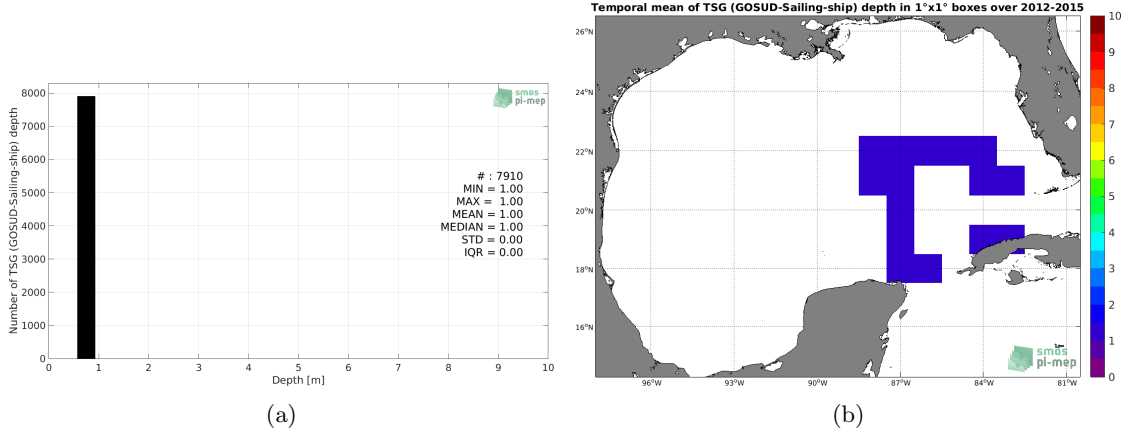 Temporal mean of TSG (GOSUD-Sailing-ship) depth in 1°x1° boxes over 2012-2015
Number of TSG (GOSUD-Sailing-ship) depth
8000
7000
6000
5000
4000
3000
2000
1000
0
smos
pi-mep
# : 7910
MIN = 1.00
MAX = 1.00
MEAN = 1.00
MEDIAN = 1.00
STD = 0.00
IQR = 0.00
0 1 2 3 4 5 6 7 8 9 10
Depth [m]
(a)
26°N
24°N
22°N
20°N
18°N
16°N
96°W 93°W 90°W 87°W 84°W 81°W
smos
pi-mep
10
9
8
7
6
5
4
3
2
1
0
(b)